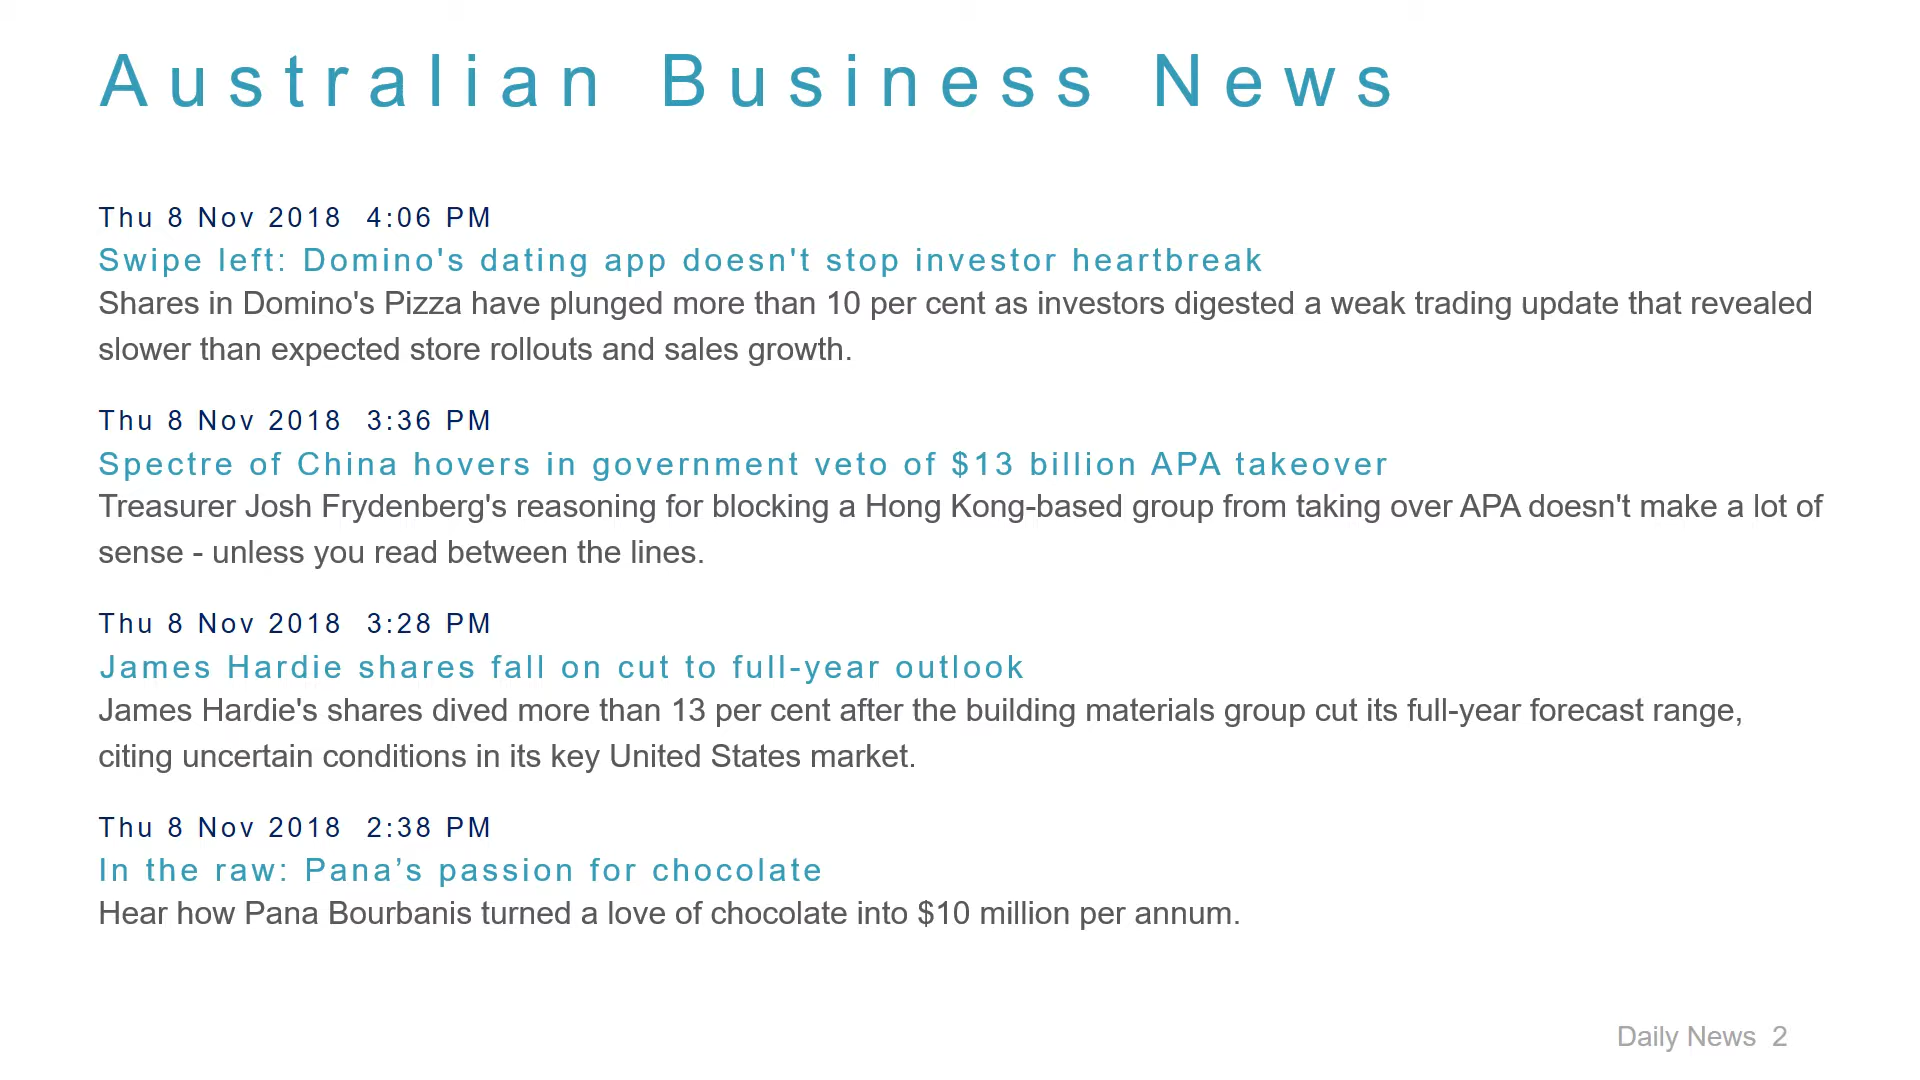 Australian Business News
Thu 8 Nov 2018 4:06 PM
Swipe left: Domino's dating app doesn't stop investor heartbreak
Shares in Domino's Pizza have plunged more than 10 per cent as investors digested a weak trading update that revealed
slower than expected store rollouts and sales growth.
Thu 8 Nov 2018 3:36 PM
Spectre of China hovers in government veto of $13 billion APA takeover
Treasurer Josh Frydenberg's reasoning for blocking a Hong Kong-based group from taking over APA doesn't make a lot of
sense - unless you read between the lines.
Thu 8 Nov 2018 3:28 PM
James Hardie shares fall on cut to full-year outlook
James Hardie's shares dived more than 13 per cent after the building materials group cut its full-year forecast range,
citing uncertain conditions in its key United States market.
Thu 8 Nov 2018 2:38 PM
In the raw: Pana’s passion for chocolate
Hear how Pana Bourbanis turned a love of chocolate into $10 million per annum.
Daily News 2